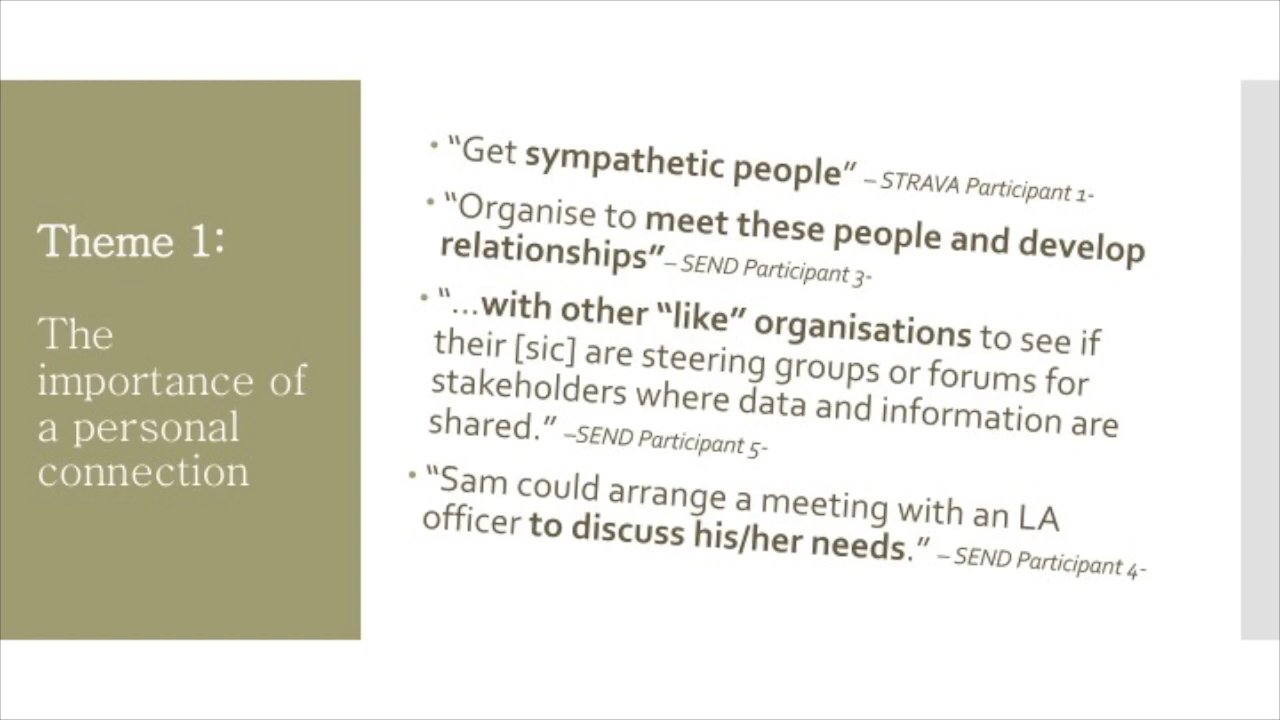 Theme 1:
The
importance of
a personal
connection
• “Get sympathetic people” – STRAVA Participant 1-
• “Organise to meet these people and develop
relationships”– SEND Participant 3-
• “…with other “like” organisations to see if
their [sic] are steering groups or forums for
stakeholders where data and information are
shared.” –SEND Participant 5-
• “Sam could arrange a meeting with an LA
officer to discuss his/her needs.” – SEND Participant 4-